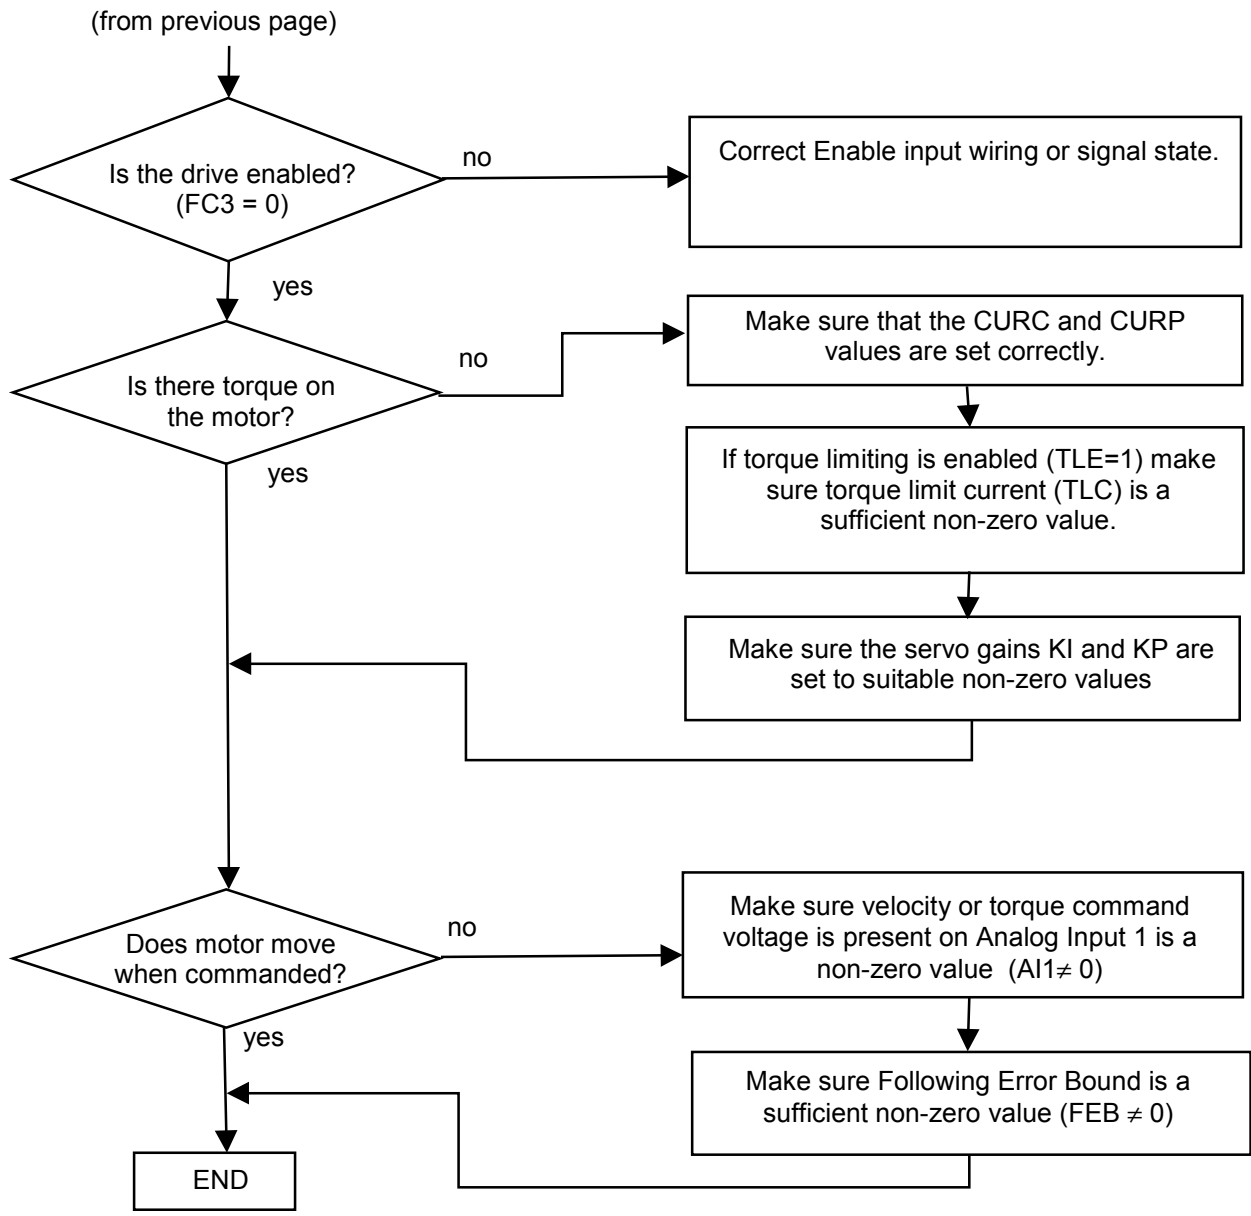 (from previous page)
Is the drive enabled?
(FC3 = 0)
no
Correct Enable input wiring or signal state.
yes
Is there torque on
the motor?
no
Make sure that the CURC and CURP
values are set correctly.
If torque limiting is enabled (TLE=1) make
sure torque limit current (TLC) is a
sufficient non-zero value.
Make sure the servo gains KI and KP are
set to suitable non-zero values
yes
Does motor move
when commanded?
no
Make sure velocity or torque command
voltage is present on Analog Input 1 is a
non-zero value (AI1≠ 0)
Make sure Following Error Bound is a
sufficient non-zero value (FEB ≠ 0)
yes
END